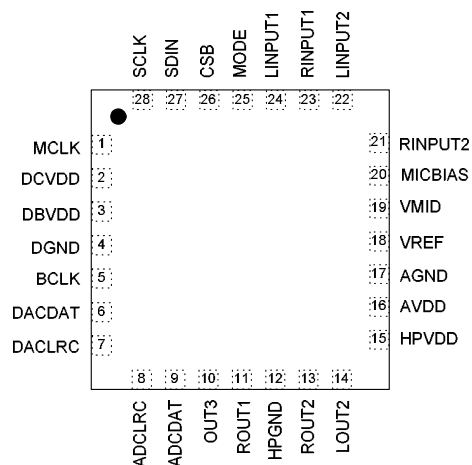 SCLK
SDIN
CSB
MODE
LINPUT1
RINPUT1
LINPUT2
28 27 26 25 24 23 22
MCLK 1
DCVDD 2
DBVDD 3
DGND 4
BCLK 5
DACDAT 6
DACLRC 7
21 RINPUT2
20 MICBIAS
19 VMID
18 VREF
17 AGND
16 AVDD
15 HPVDD
8 9 10 11 12 13 14
ADCLRC
ADCDAT
OUT3
ROUT1
HPGND
ROUT2
LOUT2